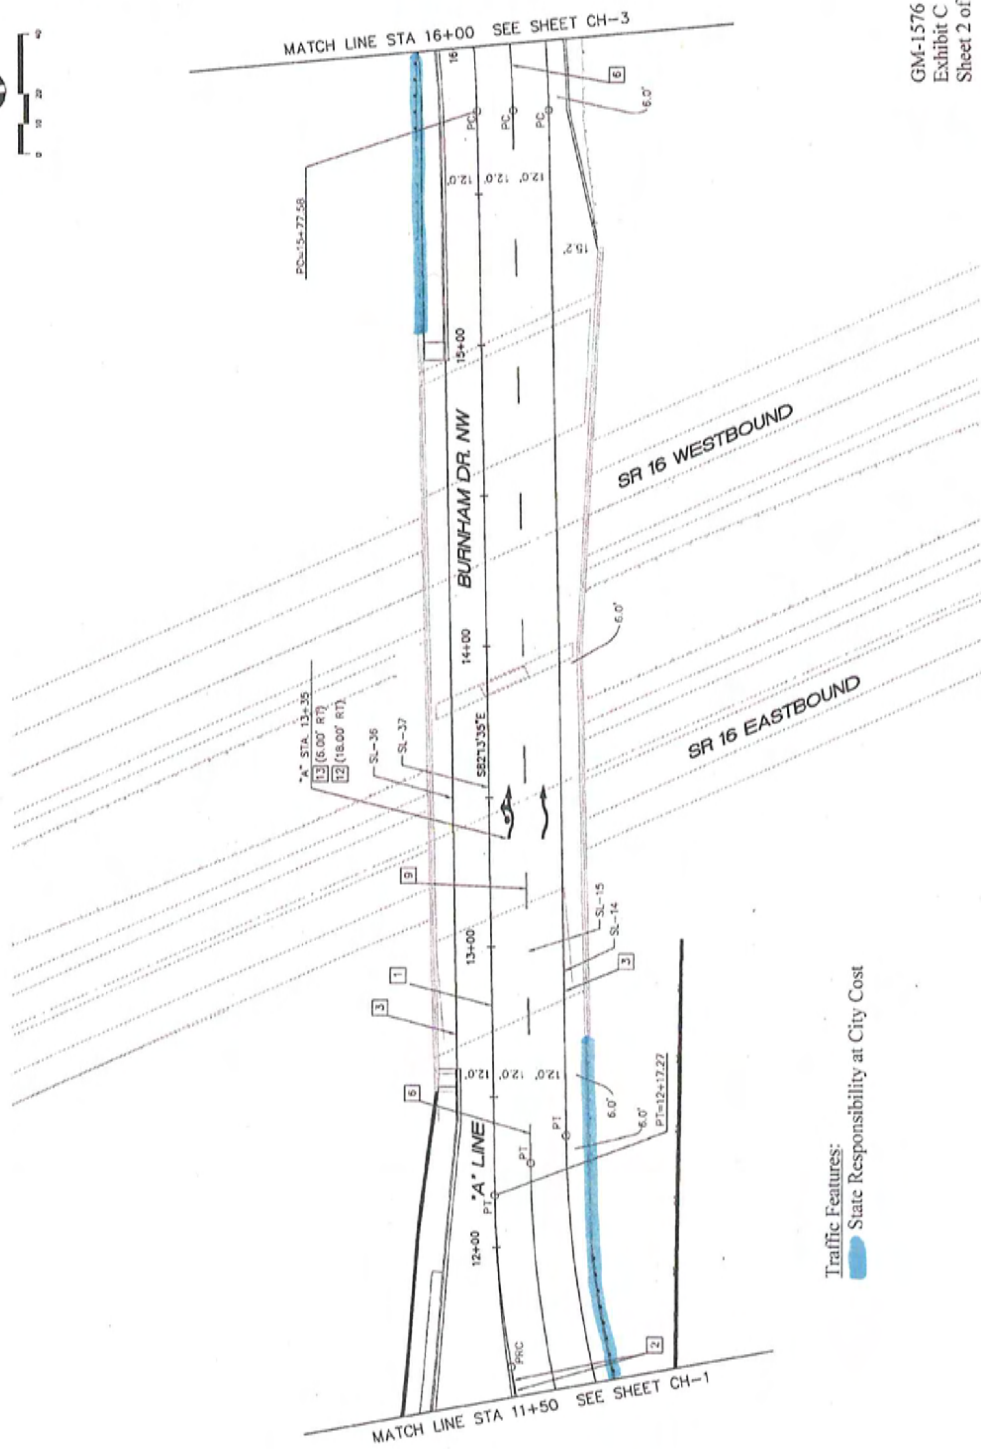 0 10 20 40
MATCH LINE STA 16+00 SEE SHEET CH-3
16
6
6.0'
PC
PC
PC
PC=15+77.58
12.0'
12.0'
12.0'
15.2'
15+00
BURNHAM DR. NW
SR 16 WESTBOUND
14+00
6.0'
"A" STA. 13+35
13 (6.00' RT)
12 (18.00' RT)
SL-36
SL-37
S82°13'35"E
SR 16 EASTBOUND
9
SL-15
SL-14
13+00
1
3
3
6
12.0'
12.0'
12.0'
6.0'
6.0'
PT=12+17.27
PT
PT
PT
"A" LINE
12+00
PRC
2
MATCH LINE STA 11+50 SEE SHEET CH-1
Traffic Features:
State Responsibility at City Cost
GM-1576
Exhibit C
Sheet 2 of